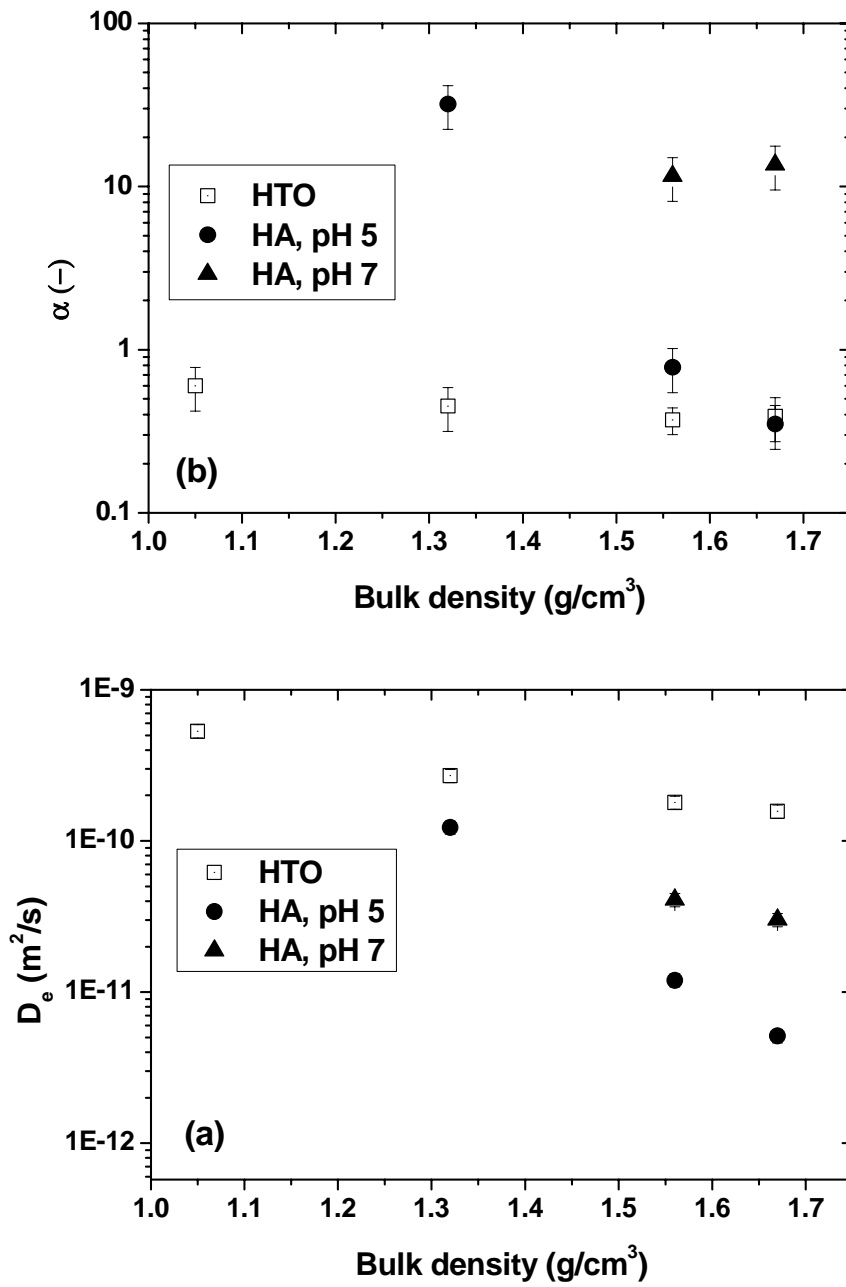 100
10
1
0.1
α (−)
HTO
HA, pH 5
HA, pH 7
(b)
1.0 1.1 1.2 1.3 1.4 1.5 1.6 1.7
Bulk density (g/cm³)
1E-9
1E-10
1E-11
1E-12
Dₑ (m²/s)
HTO
HA, pH 5
HA, pH 7
(a)
1.0 1.1 1.2 1.3 1.4 1.5 1.6 1.7
Bulk density (g/cm³)